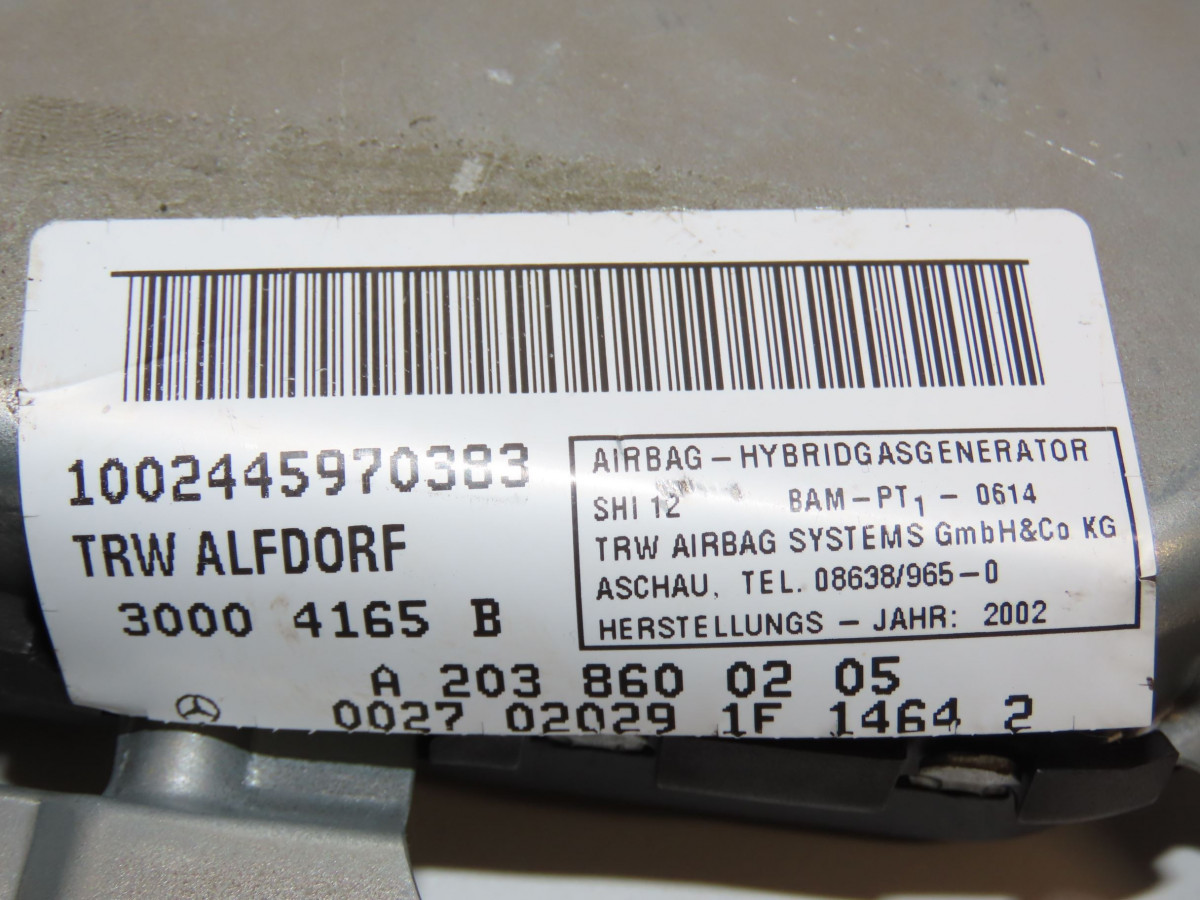 1002445970383
TRW ALFDORF
3000 4165 B
AIRBAG – HYBRIDGASGENERATOR
SHI 12 BAM – PT1 – 0614
TRW AIRBAG SYSTEMS GmbH&Co KG
ASCHAU, TEL. 08638/965–0
HERSTELLUNGS – JAHR: 2002
A 203 860 02 05
0027 02029 1F 1464 2